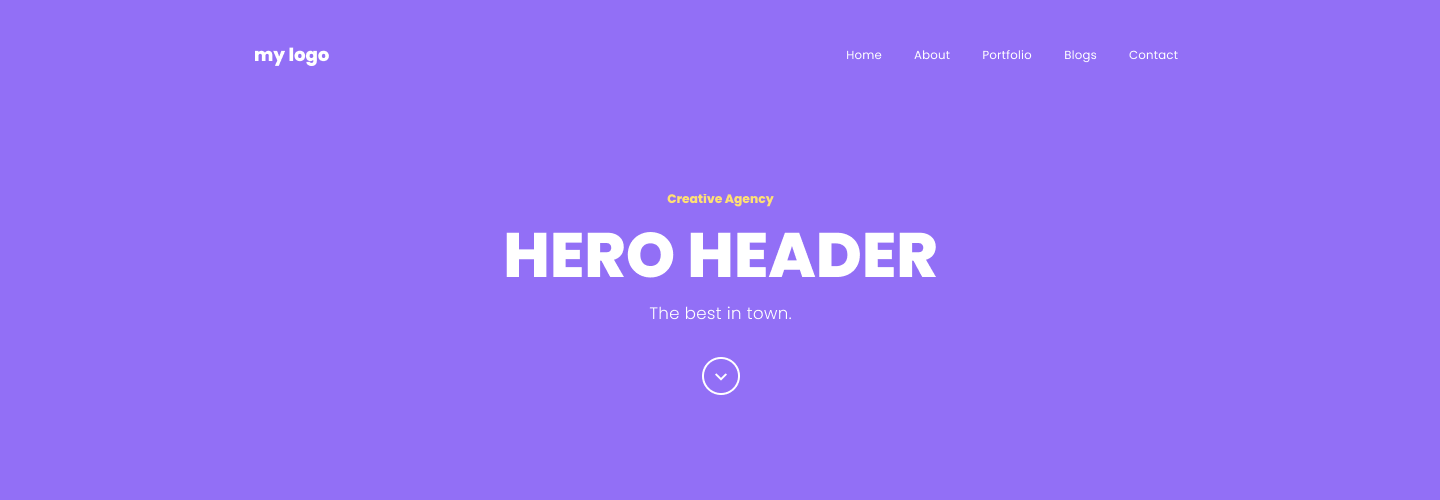 my logo
Home About Portfolio Blogs Contact
Creative Agency
HERO HEADER
The best in town.